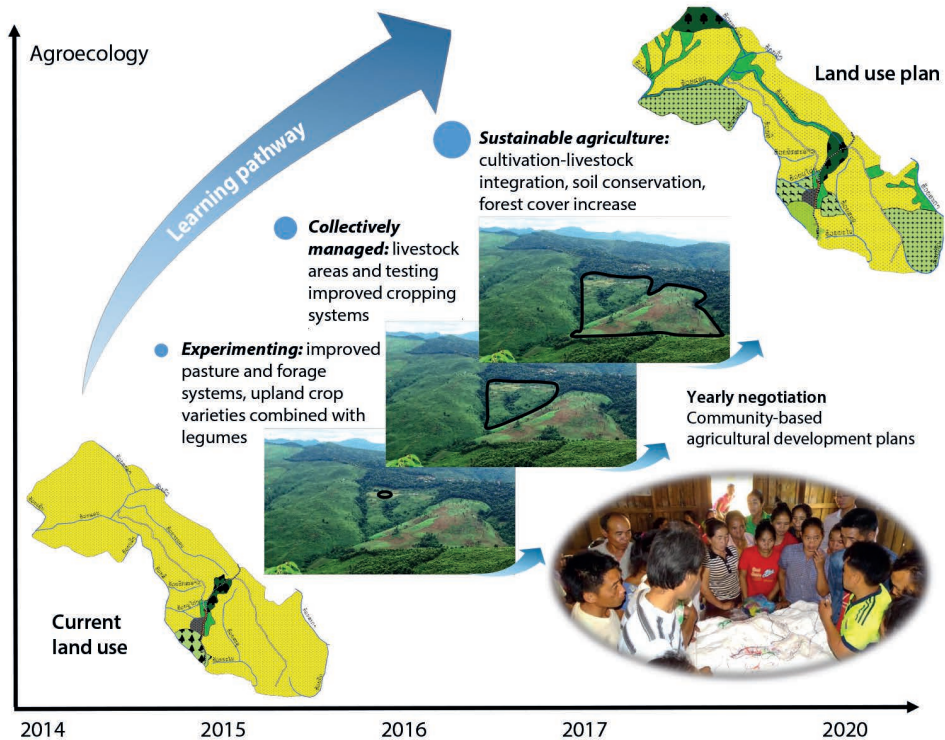 Agroecology
Learning pathway
Land use plan
Sustainable agriculture:
cultivation-livestock
integration, soil conservation,
forest cover increase
Collectively
managed: livestock
areas and testing
improved cropping
systems
Experimenting: improved
pasture and forage
systems, upland crop
varieties combined with
legumes
Yearly negotiation
Community-based
agricultural development plans
Current
land use
2014
2015
2016
2017
2020